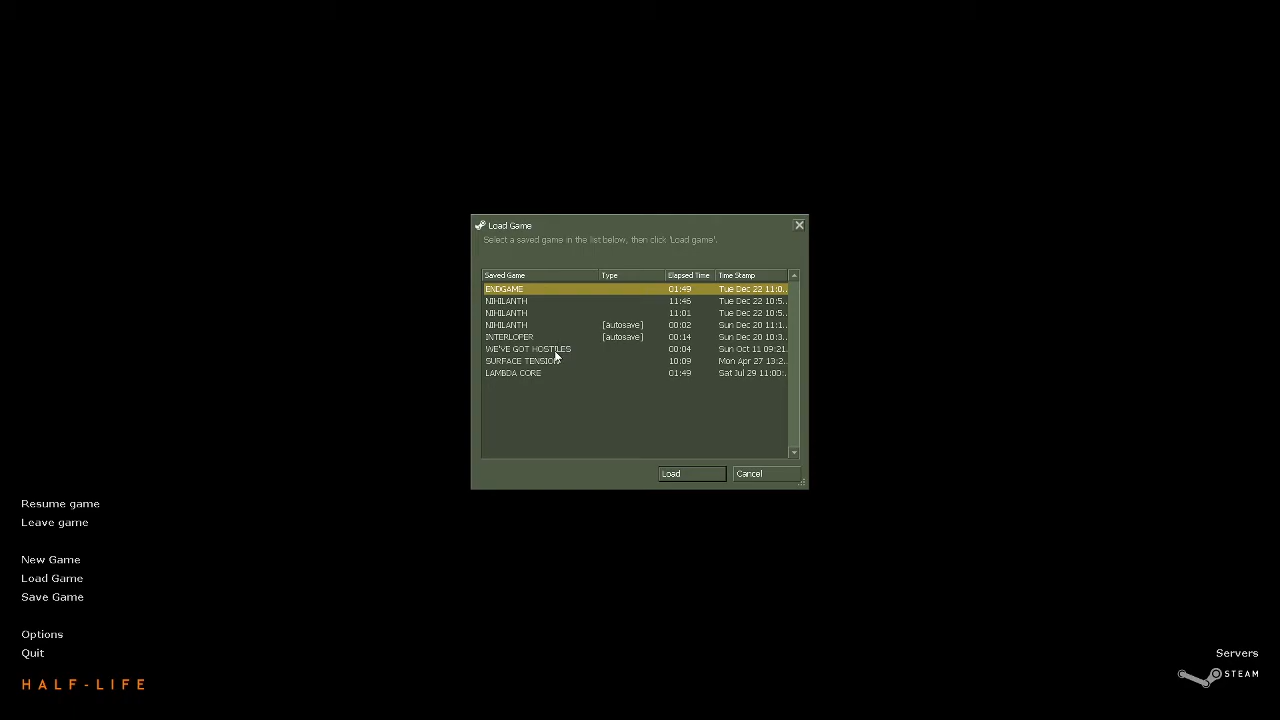 Load Game
Select a saved game in the list below, then click 'Load game'.
Saved Game Type Elapsed Time Time Stamp
ENDGAME 01:49 Tue Dec 22 11:0..
NIHILANTH 11:46 Tue Dec 22 10:5..
NIHILANTH 11:01 Tue Dec 22 10:5..
NIHILANTH [autosave] 00:02 Sun Dec 20 11:1..
INTERLOPER [autosave] 00:14 Sun Dec 20 10:3..
WE'VE GOT HOSTILES 00:04 Sun Oct 11 09:21..
SURFACE TENSION 10:09 Mon Apr 27 13:2..
LAMBDA CORE 01:49 Sat Jul 29 11:00:..
Load Cancel
Resume game
Leave game
New Game
Load Game
Save Game
Options
Quit
HALF-LIFE
Servers
STEAM